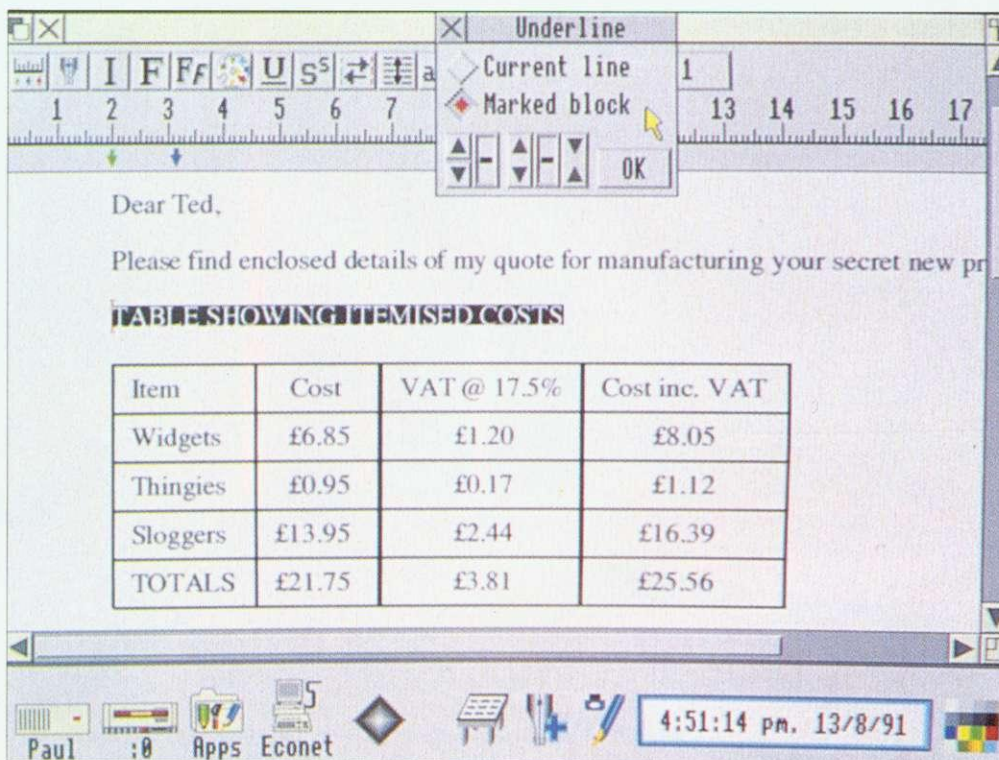 Underline
I F FF U SS a 1
Current line
Marked block
1 2 3 4 5 6 7 13 14 15 16 17
OK
Dear Ted,
Please find enclosed details of my quote for manufacturing your secret new pr
TABLE SHOWING ITEMISED COSTS
Item Cost VAT @ 17.5% Cost inc. VAT
Widgets £6.85 £1.20 £8.05
Thingies £0.95 £0.17 £1.12
Sloggers £13.95 £2.44 £16.39
TOTALS £21.75 £3.81 £25.56
Paul :0 Apps Econet 4:51:14 pm. 13/8/91